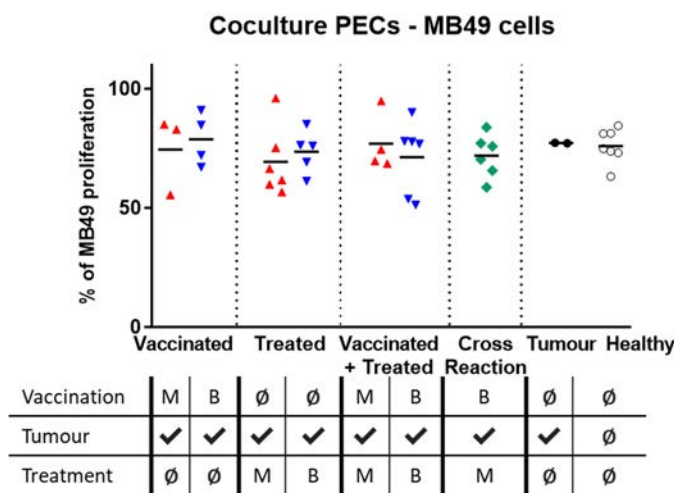 Coculture PECs - MB49 cells
% of MB49 proliferation
100
50
0
Vaccinated Treated Vaccinated + Treated Cross Reaction Tumour Healthy
Vaccination M B Ø Ø M B B Ø Ø
Tumour ✓ ✓ ✓ ✓ ✓ ✓ ✓ ✓ Ø
Treatment Ø Ø M B M B M Ø Ø